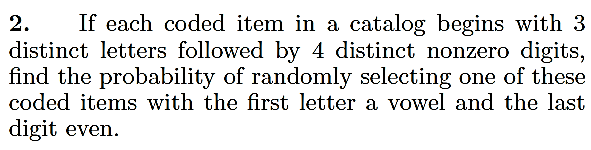 2. If each coded item in a catalog begins with 3
distinct letters followed by 4 distinct nonzero digits,
find the probability of randomly selecting one of these
coded items with the first letter a vowel and the last
digit even.